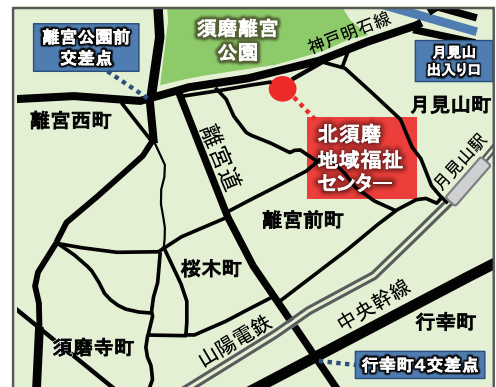 須磨離宮
公園
神戸明石線
離宮公園前
交差点
月見山
出入り口
離宮西町
月見山町
離宮道
北須磨
地域福祉
センター
月見山駅
離宮前町
桜木町
須磨寺町
山陽電鉄
中央幹線
行幸町
行幸町4交差点